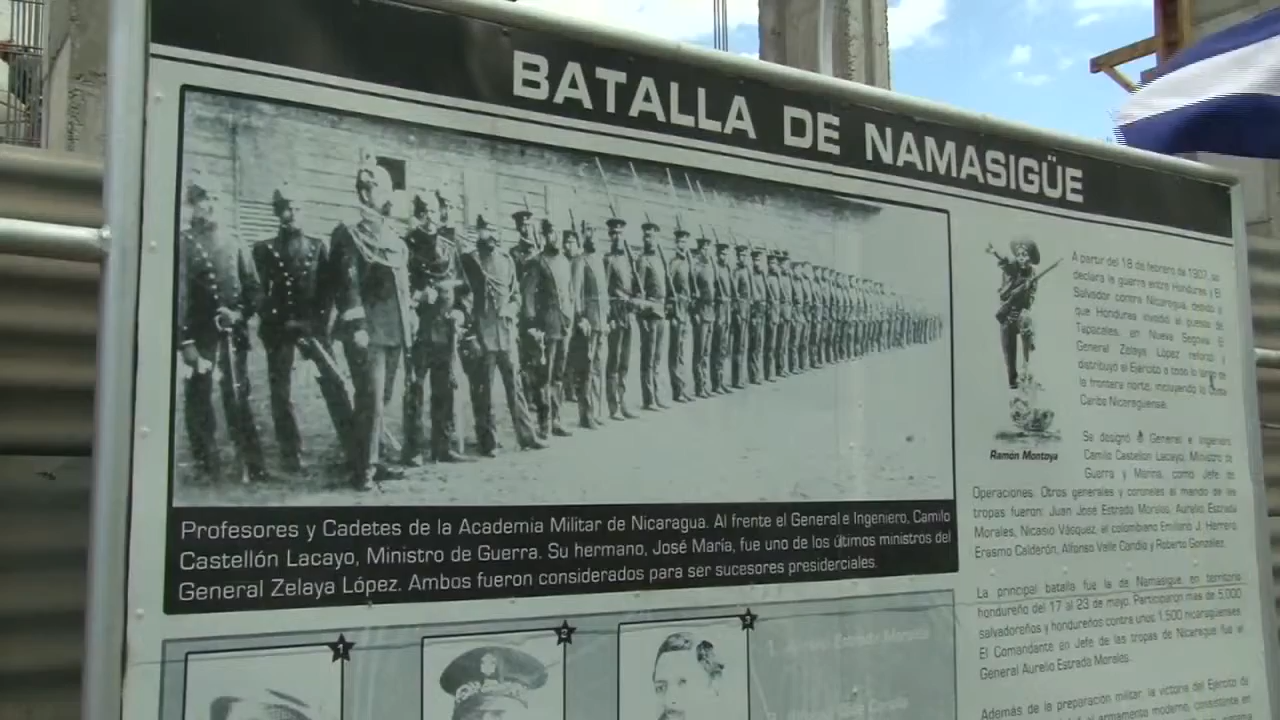 BATALLA DE NAMASIGÜE
Profesores y Cadetes de la Academia Militar de Nicaragua. Al frente el General e Ingeniero, Camilo
Castellón Lacayo, Ministro de Guerra. Su hermano, José María, fue uno de los últimos ministros del
General Zelaya López. Ambos fueron considerados para ser sucesores presidenciales.
1
2
3
Ramón Montoya
A partir del 18 de febrero de 1907, se
declara la guerra entre Honduras y El
Salvador contra Nicaragua, debido a
que Honduras invadió el puesto de
Tapacales, en Nueva Segovia. El
General Zelaya López reforzó y
distribuyó el Ejército a todo lo largo de
la frontera norte, incluyendo la Costa
Caribe Nicaragüense.
Se designó a General e Ingeniero
Camilo Castellón Lacayo, Ministro de
Guerra y Marina, como Jefe de
Operaciones. Otros generales y coroneles al mando de las
tropas fueron: Juan José Estrada Morales, Aurelio Estrada
Morales, Nicasio Vásquez, el colombiano Emiliano J. Herrera,
Erasmo Calderón, Alfonso Valle Candia y Roberto González.
La principal batalla fue la de Namasigüe, en territorio
hondureño del 17 al 23 de mayo. Participaron más de 5,000
salvadoreños y hondureños contra unos 1,500 nicaragüenses.
El Comandante en Jefe de las tropas de Nicaragua fue el
General Aurelio Estrada Morales.
Además de la preparación militar, la victoria del Ejército de
armamento moderno, consistente en